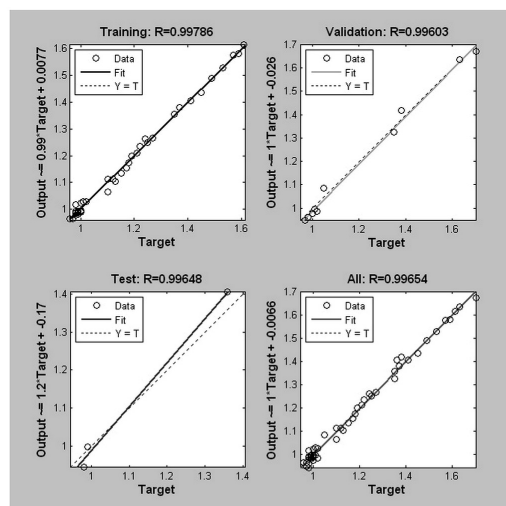 Training: R=0.99786
Output ~= 0.99*Target + 0.0077
1.6
1.5
1.4
1.3
1.2
1.1
1
Data
Fit
Y = T
1
1.2
1.4
1.6
Target
Validation: R=0.99603
Output ~= 1*Target + -0.026
1.7
1.6
1.5
1.4
1.3
1.2
1.1
1
Data
Fit
Y = T
1
1.2
1.4
1.6
Target
Test: R=0.99648
Output ~= 1.2*Target + -0.17
1.4
1.3
1.2
1.1
1
Data
Fit
Y = T
1
1.1
1.2
1.3
1.4
Target
All: R=0.99654
Output ~= 1*Target + -0.0066
1.7
1.6
1.5
1.4
1.3
1.2
1.1
1
Data
Fit
Y = T
1
1.2
1.4
1.6
Target